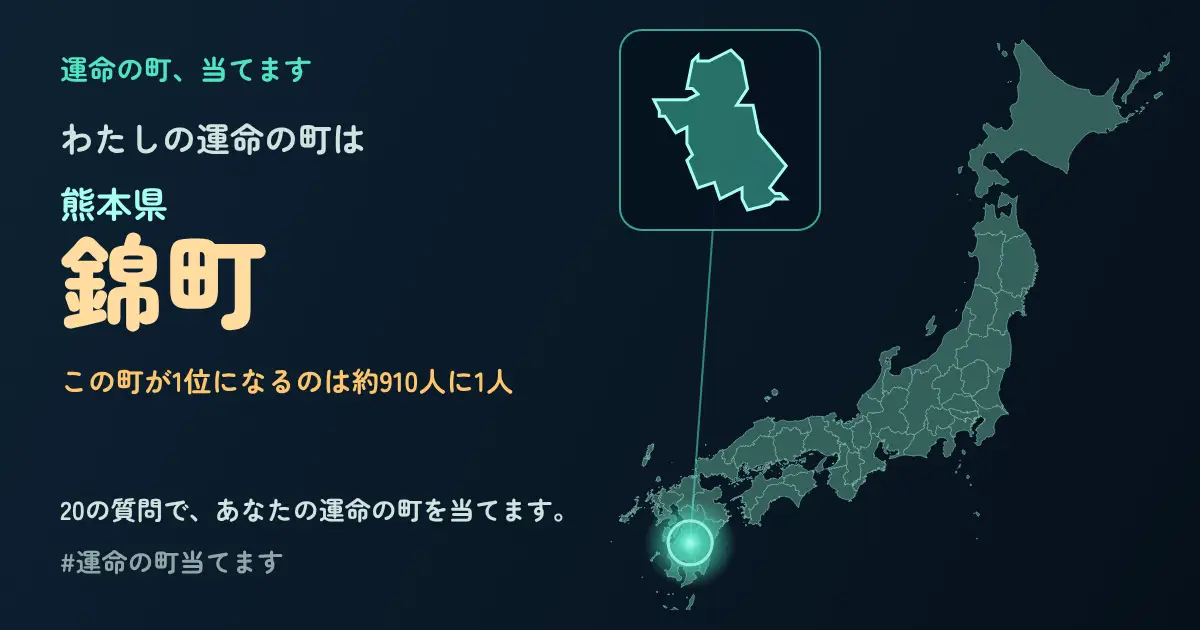 運命の町、当てます
わたしの運命の町は
熊本県
錦町
この町が1位になるのは約910人に1人
20の質問で、あなたの運命の町を当てます。
#運命の町当てます